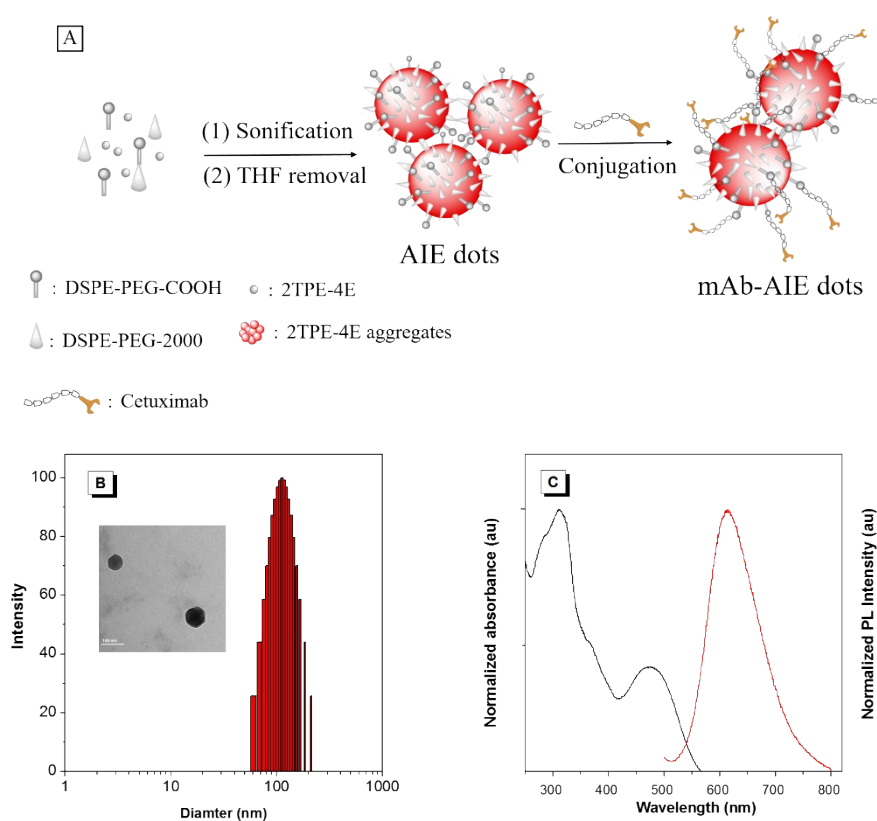 A
(1) Sonification
(2) THF removal
Conjugation
AIE dots
mAb-AIE dots
: DSPE-PEG-COOH
: 2TPE-4E
: DSPE-PEG-2000
: 2TPE-4E aggregates
: Cetuximab
B
100
80
60
40
20
0
Intensity
1
10
100
1000
Diamter (nm)
C
Normalized absorbance (au)
Normalized PL Intensity (au)
300
400
500
600
700
800
Wavelength (nm)